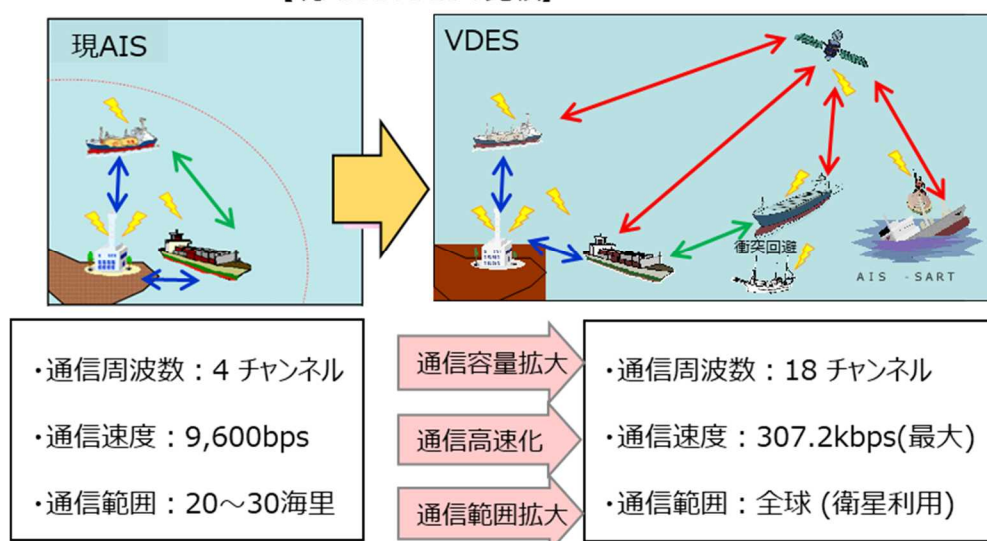 現AIS
VDES
衝突回避
AIS -SART
・通信周波数：4 チャンネル
・通信速度：9,600bps
・通信範囲：20～30海里
通信容量拡大
通信高速化
通信範囲拡大
・通信周波数：18 チャンネル
・通信速度：307.2kbps(最大)
・通信範囲：全球 (衛星利用)